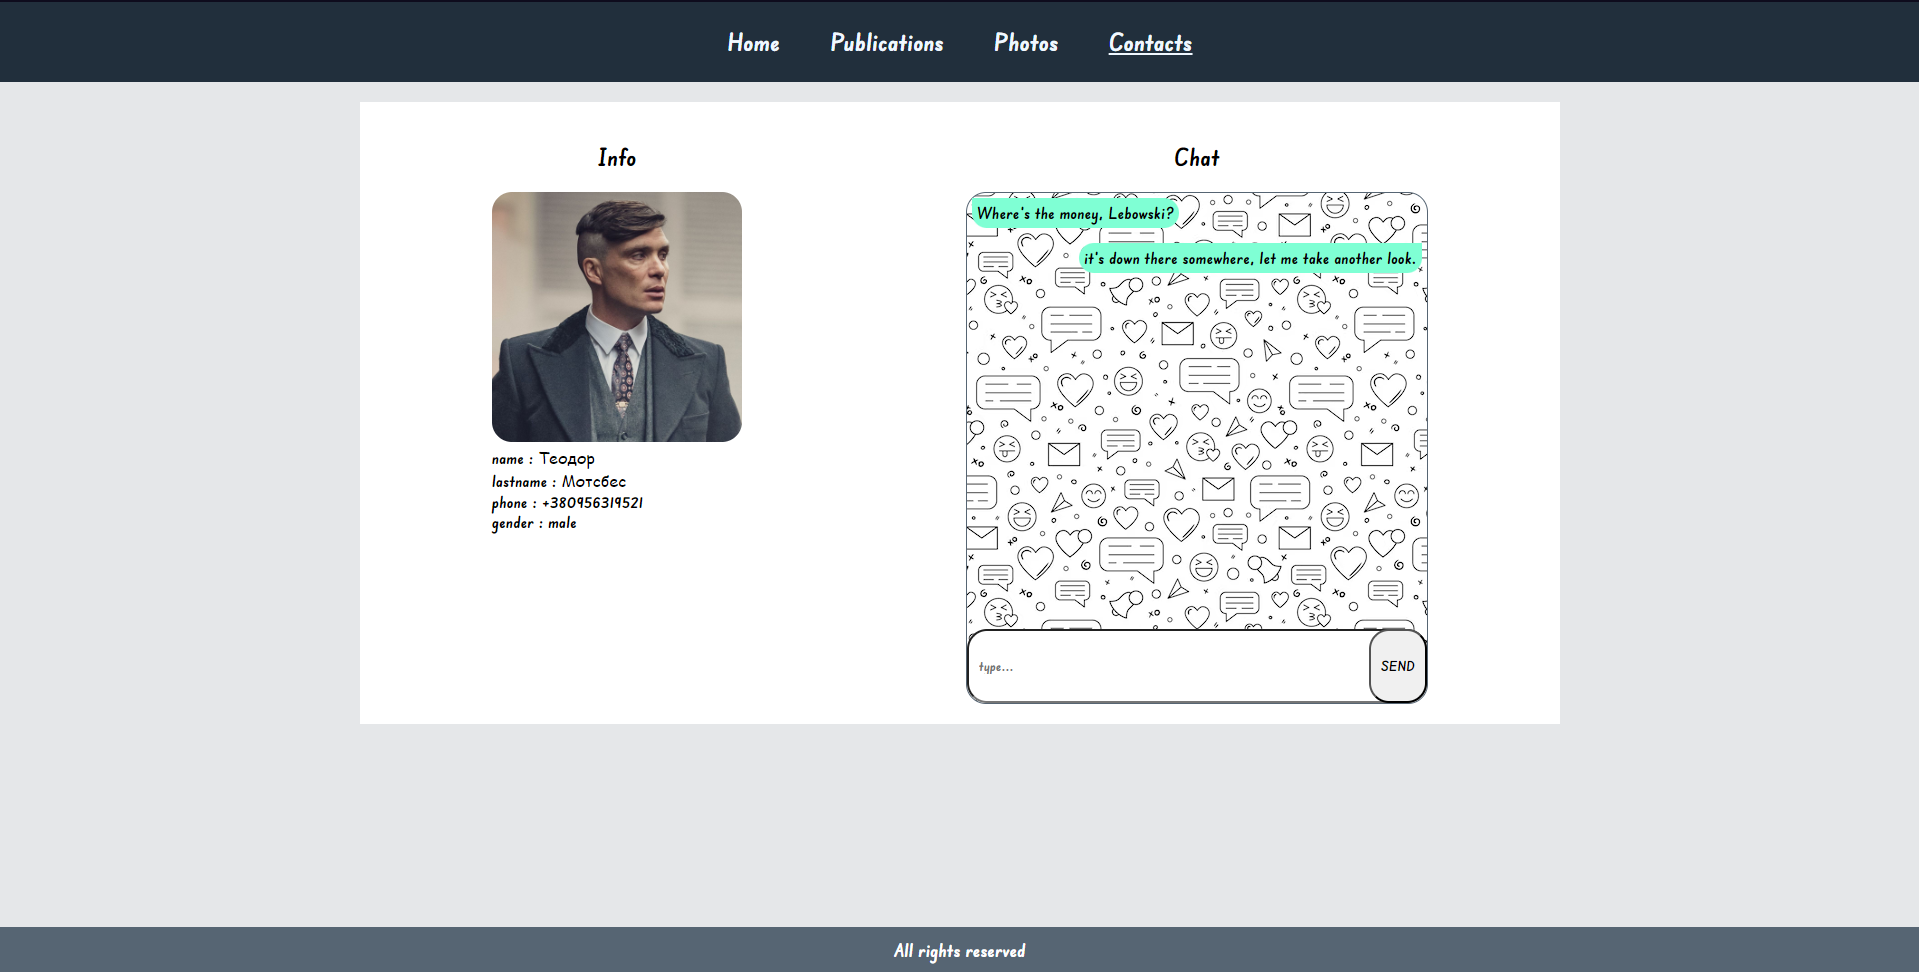 Home Publications Photos Contacts
Info
name : Теодор
lastname : Мотсбес
phone : +380956319521
gender : male
Chat
Where's the money, Lebowski?
it's down there somewhere, let me take another look.
type...
SEND
All rights reserved